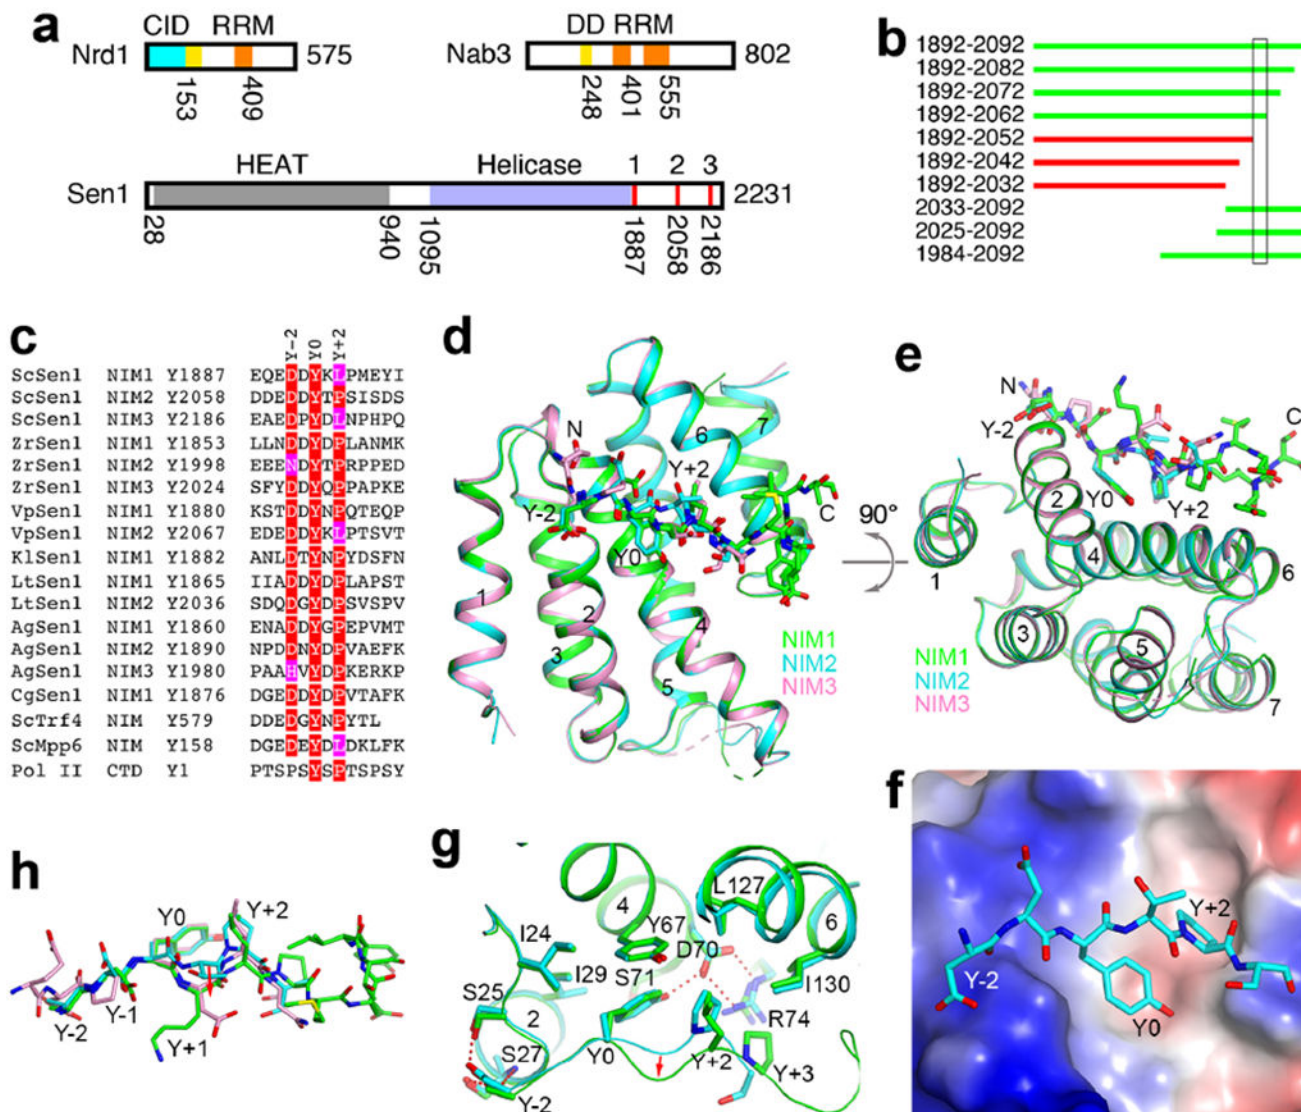 a
CID RRM
Nrd1 575
153 409
DD RRM
Nab3 802
248 401 555
HEAT Helicase 1 2 3
Sen1 2231
28 940 1095 1887 2058 2186
b
1892-2092
1892-2082
1892-2072
1892-2062
1892-2052
1892-2042
1892-2032
2033-2092
2025-2092
1984-2092
c
Y-2 Y0 Y+2
ScSen1 NIM1 Y1887 EQEDDYKLPMEYI
ScSen1 NIM2 Y2058 DDEDDYTPSISDS
ScSen1 NIM3 Y2186 EAEDPYDLNPHPQ
ZrSen1 NIM1 Y1853 LLNDDYDPLANMK
ZrSen1 NIM2 Y1998 EEENDYTPRPPED
ZrSen1 NIM3 Y2024 SFYDDYQPPAPKE
VpSen1 NIM1 Y1880 KSTDDYNPQTEQP
VpSen1 NIM2 Y2067 EDEDDYKLPTSVT
KlSen1 NIM1 Y1882 ANLDTYNPYDSFN
LtSen1 NIM1 Y1865 IIADDYDPLAPST
LtSen1 NIM2 Y2036 SDQDGYDPSVSPV
AgSen1 NIM1 Y1860 ENADDYGPEPVMT
AgSen1 NIM2 Y1890 NPDDNYDPVAEFK
AgSen1 NIM3 Y1980 PAAHVYDPKERKP
CgSen1 NIM1 Y1876 DGEDDYDPVTAFK
ScTrf4 NIM Y579 DDEDGYNPYTL
ScMpp6 NIM Y158 DGEDEYDLDKLFK
Pol II CTD Y1 PTSPSYSPTSPSY
d
N
7
6
Y+2
Y-2
C
Y0
1
2
4
3
5
NIM1
NIM2
NIM3
90°
e
N
C
Y-2
2
Y0
Y+2
4
1
6
3
5
7
NIM1
NIM2
NIM3
f
Y+2
Y-2
Y0
g
L127
4
Y67
6
I24
D70
I29
S71
I130
S25
2
R74
S27
Y0
Y+2
Y+3
Y-2
h
Y0
Y+2
Y-1
Y-2
Y+1